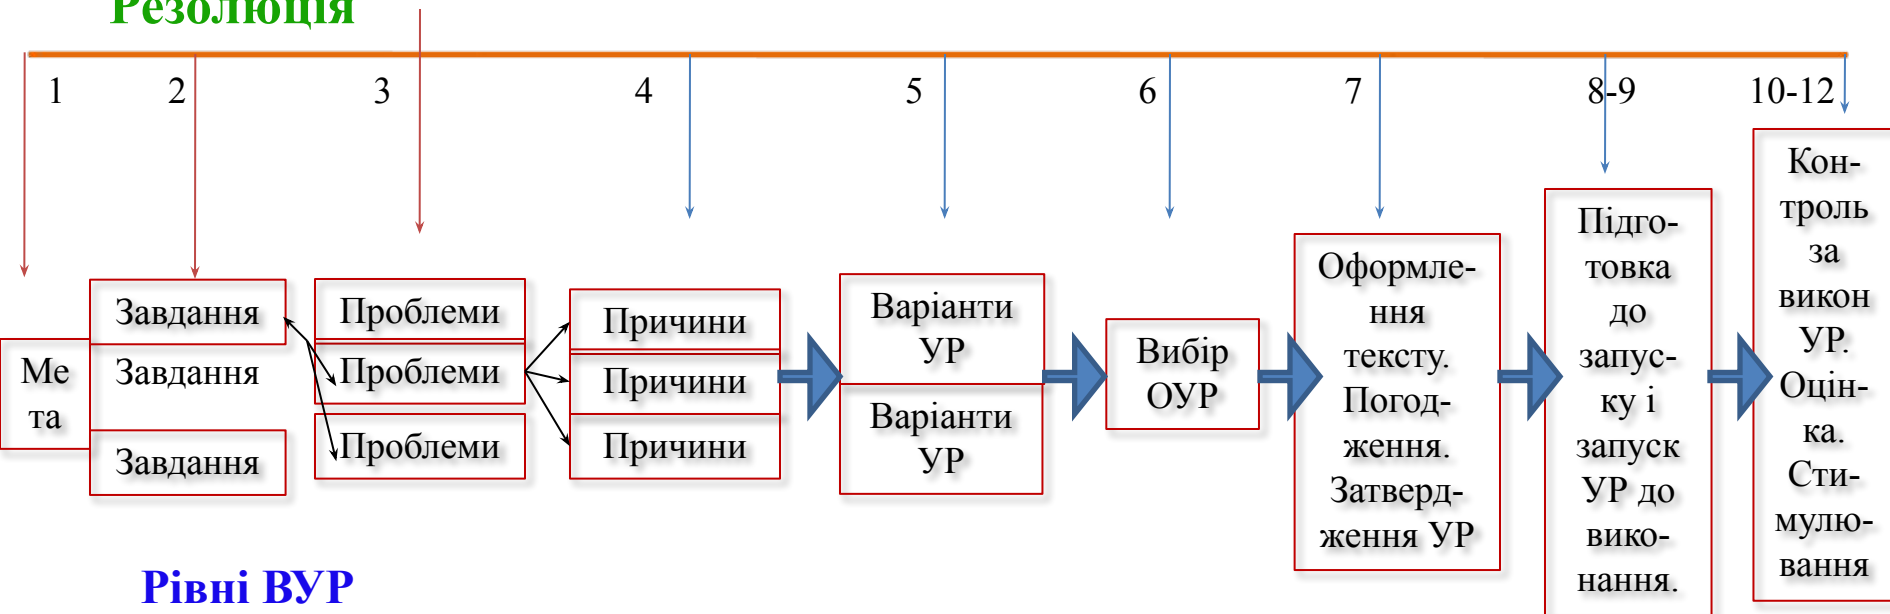 Резолюція
1 2 3 4 5 6 7 8-9 10-12
Ме
та
Завдання
Завдання
Завдання
Проблеми
Проблеми
Проблеми
Причини
Причини
Причини
Варіанти
УР
Варіанти
УР
Вибір
ОУР
Оформле-
ння
тексту.
Погод-
ження.
Затверд-
ження УР
Підго-
товка
до
запус-
ку і
запуск
УР до
вико-
нання.
Кон-
троль
за
викон
УР.
Оцін-
ка.
Сти-
мулю-
вання
Рівні ВУР